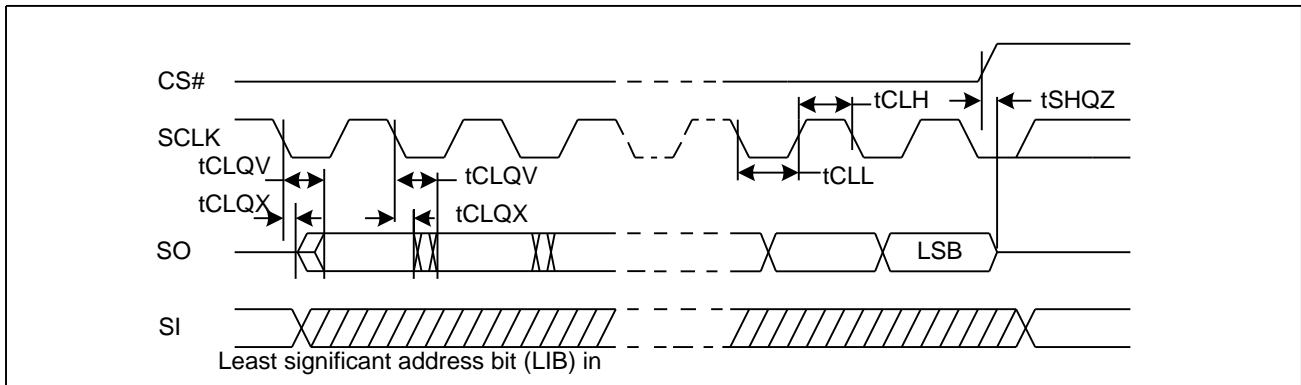 CS#
tCLH
tSHQZ
SCLK
tCLQV
tCLQV
tCLL
tCLQX
tCLQX
SO
LSB
SI
Least significant address bit (LIB) in